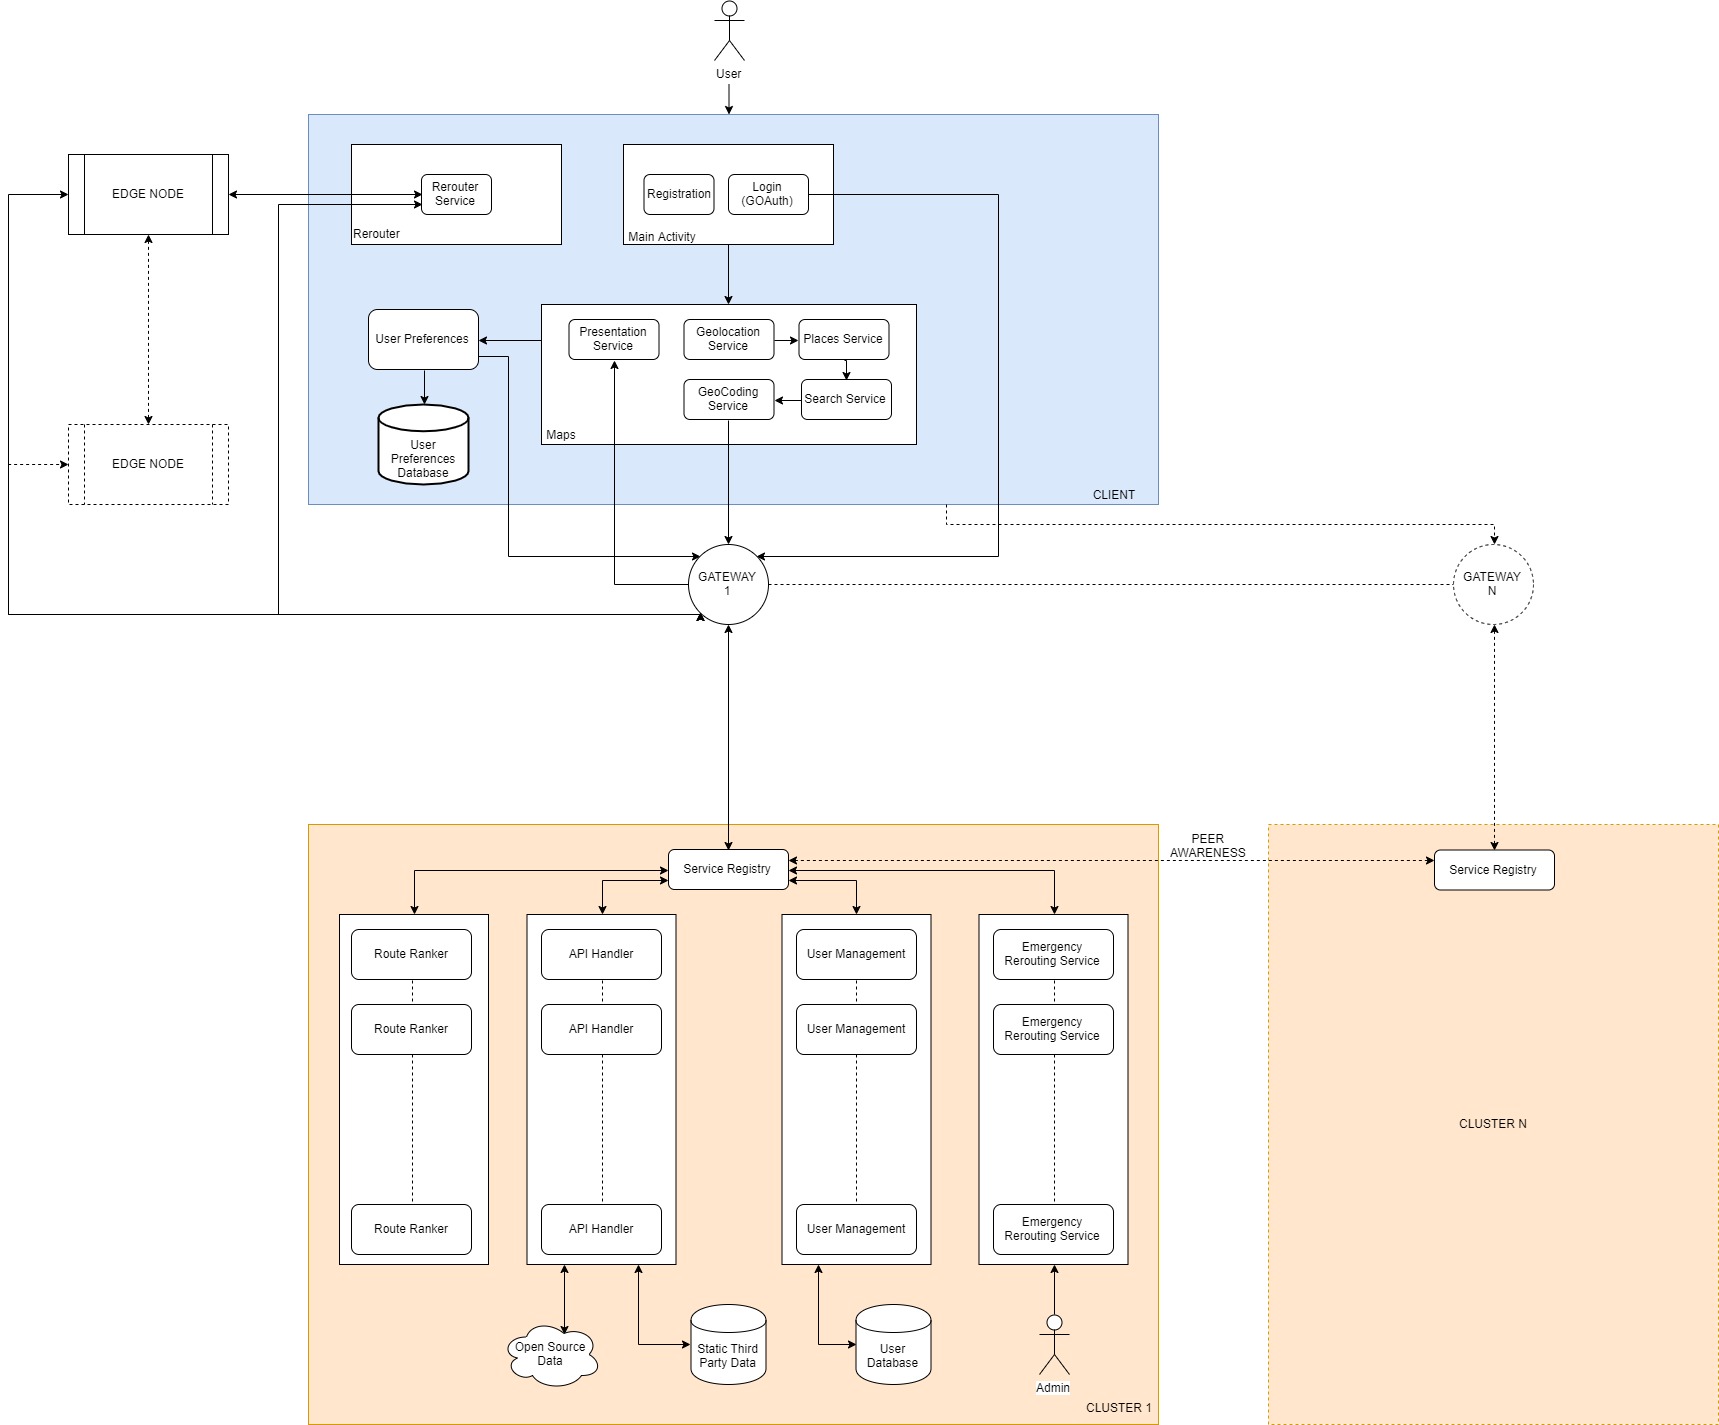 User
EDGE NODE
Rerouter
Service
Rerouter
Registration
Login
(GOAuth)
Main Activity
User Preferences
Presentation
Service
Geolocation
Service
Places Service
GeoCoding
Service
Search Service
Maps
User
Preferences
Database
EDGE NODE
CLIENT
GATEWAY
1
GATEWAY
N
PEER
AWARENESS
Service Registry
Service Registry
Route Ranker
API Handler
User Management
Emergency
Rerouting Service
Route Ranker
API Handler
User Management
Emergency
Rerouting Service
CLUSTER N
Route Ranker
API Handler
User Management
Emergency
Rerouting Service
Open Source
Data
Static Third
Party Data
User
Database
Admin
CLUSTER 1